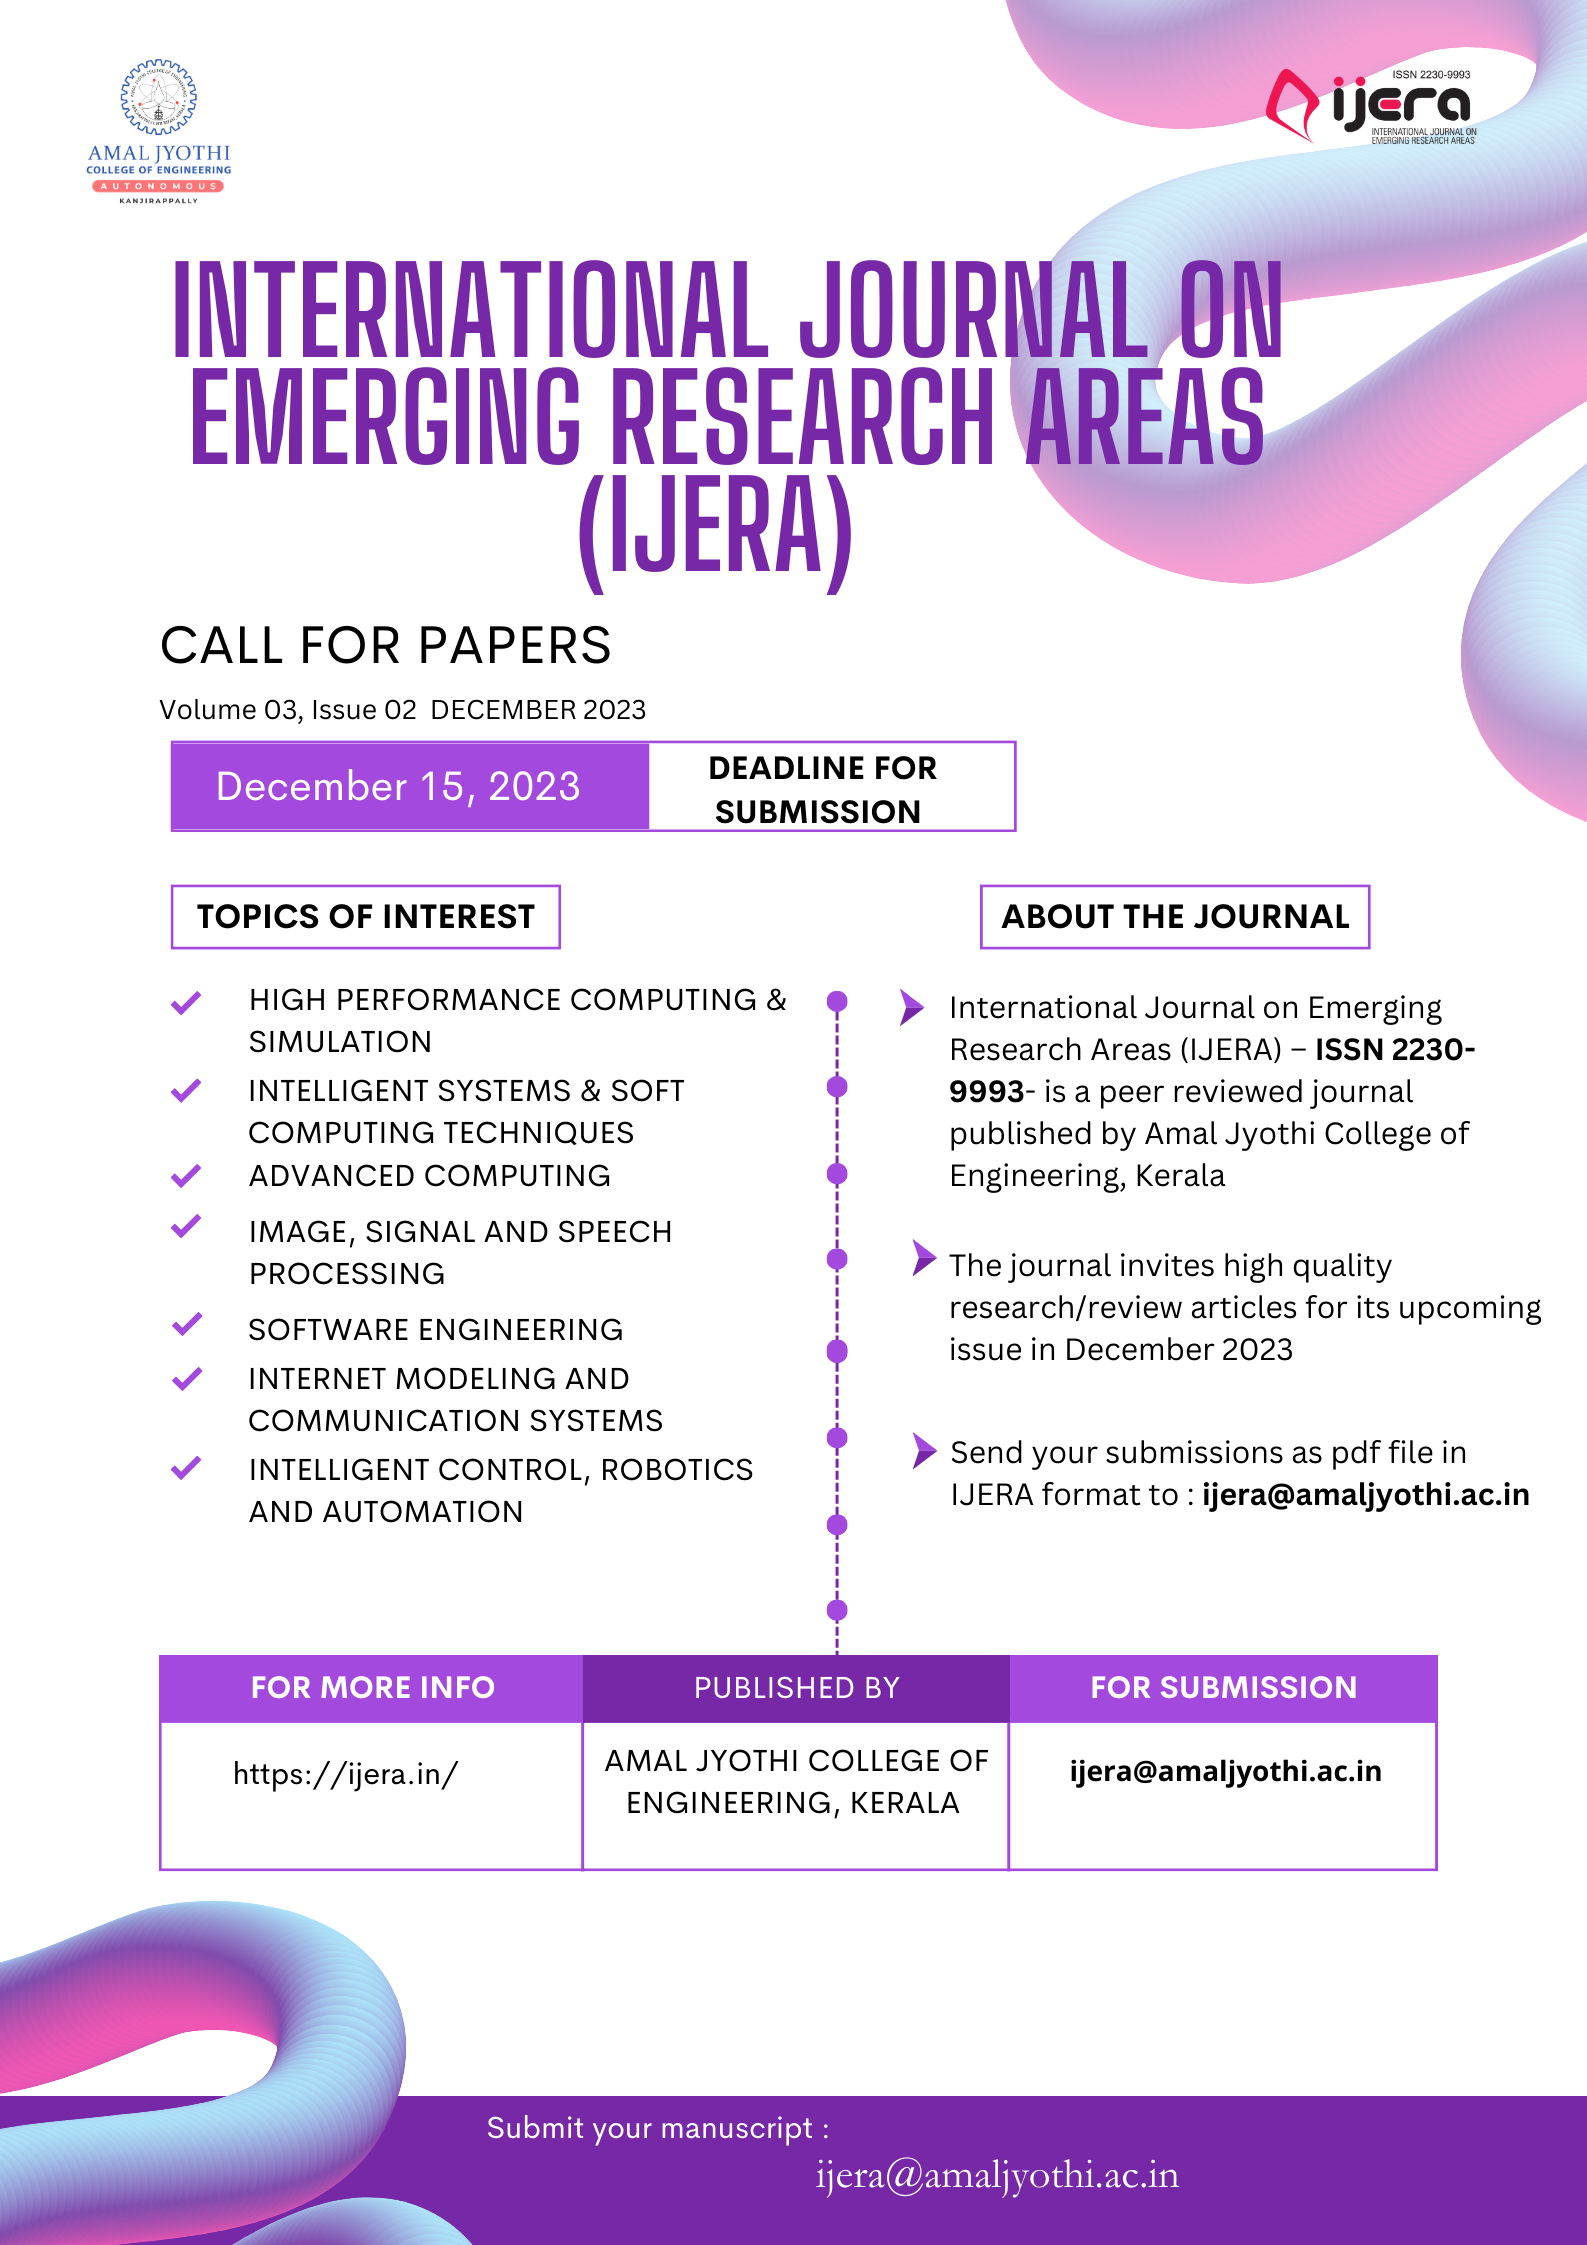 AMAL JYOTHI
COLLEGE OF ENGINEERING
AUTONOMOUS
KANJIRAPPALLY
ISSN 2230-9993
ijera
INTERNATIONAL JOURNAL ON
EMERGING RESEARCH AREAS
INTERNATIONAL JOURNAL ON
EMERGING RESEARCH AREAS
(IJERA)
CALL FOR PAPERS
Volume 03, Issue 02 DECEMBER 2023
December 15, 2023
DEADLINE FOR
SUBMISSION
TOPICS OF INTEREST
HIGH PERFORMANCE COMPUTING &
SIMULATION
INTELLIGENT SYSTEMS & SOFT
COMPUTING TECHNIQUES
ADVANCED COMPUTING
IMAGE, SIGNAL AND SPEECH
PROCESSING
SOFTWARE ENGINEERING
INTERNET MODELING AND
COMMUNICATION SYSTEMS
INTELLIGENT CONTROL, ROBOTICS
AND AUTOMATION
ABOUT THE JOURNAL
International Journal on Emerging
Research Areas (IJERA) – ISSN 2230-
9993- is a peer reviewed journal
published by Amal Jyothi College of
Engineering, Kerala
The journal invites high quality
research/review articles for its upcoming
issue in December 2023
Send your submissions as pdf file in
IJERA format to : ijera@amaljyothi.ac.in
FOR MORE INFO
https://ijera.in/
PUBLISHED BY
AMAL JYOTHI COLLEGE OF
ENGINEERING, KERALA
FOR SUBMISSION
ijera@amaljyothi.ac.in
Submit your manuscript :
ijera@amaljyothi.ac.in